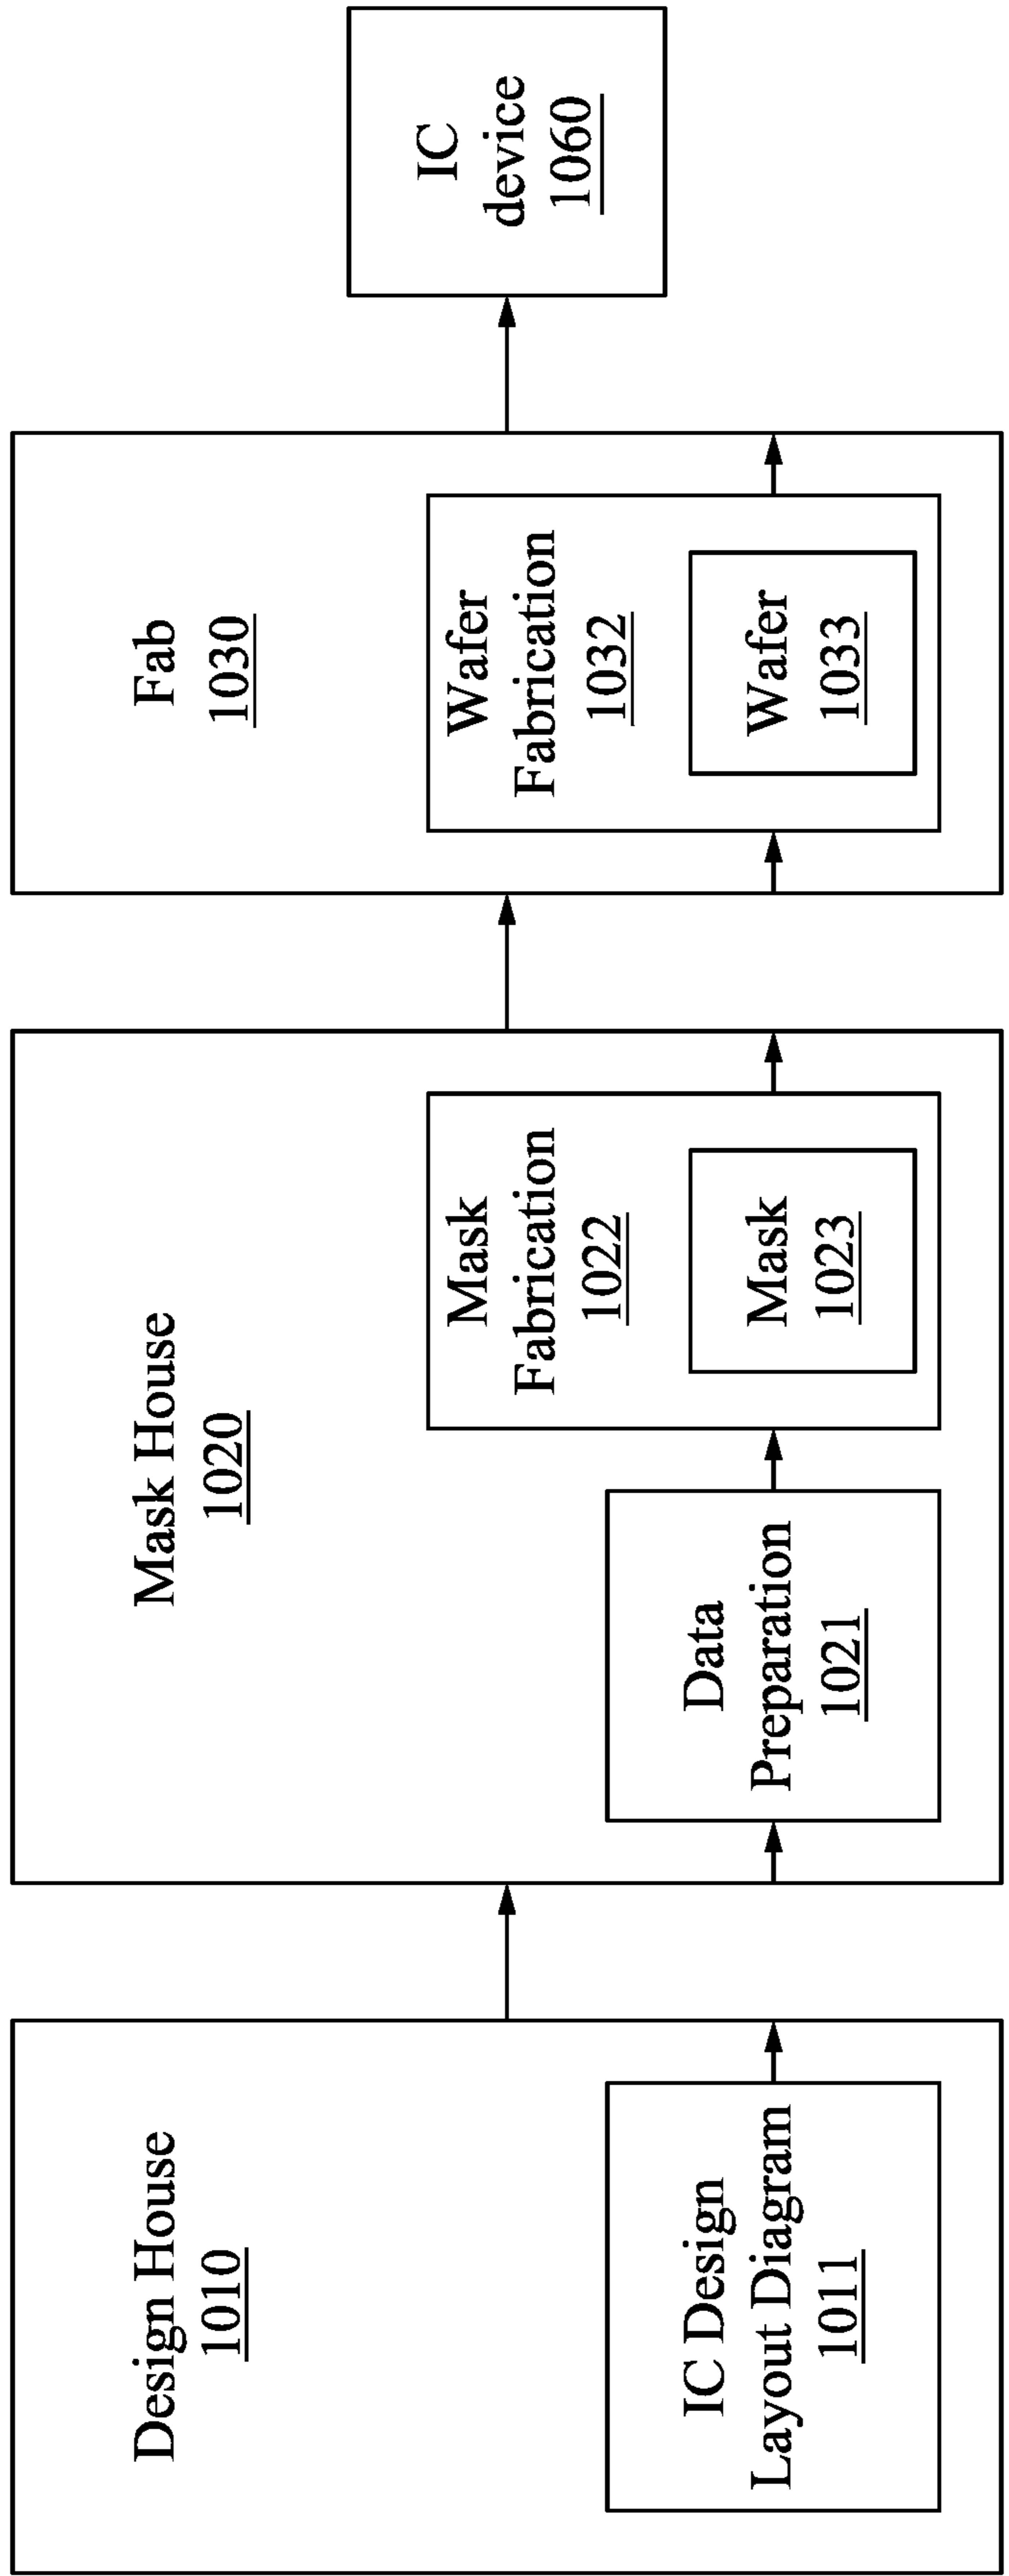 Design House
1010
IC Design
Layout Diagram
1011
Mask House
1020
Data
Preparation
1021
Mask
Fabrication
1022
Mask
1023
Fab
1030
Wafer
Fabrication
1032
Wafer
1033
IC
device
1060